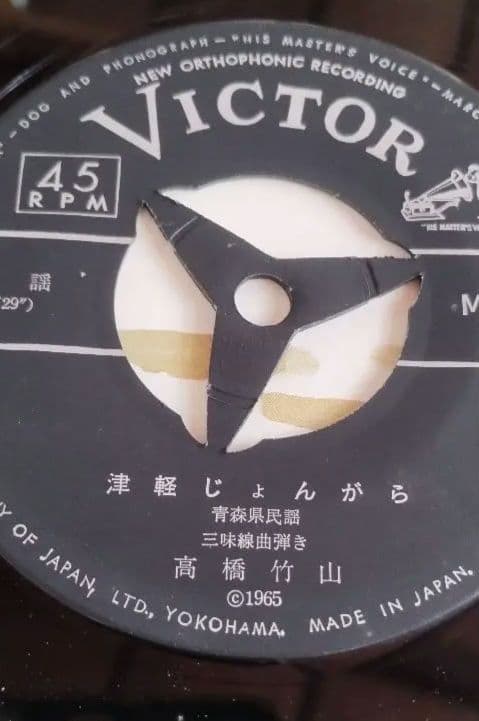 – DOG AND PHONOGRAPH – "HIS MASTER'S VOICE" – MARC
NEW ORTHOPHONIC RECORDING
VICTOR
45
RPM
"HIS MASTER'S V
謡
29")
M
津軽じょんがら
青森県民謡
三味線曲弾き
高橋竹山
©1965
Y OF JAPAN, LTD., YOKOHAMA. MADE IN JAPAN.